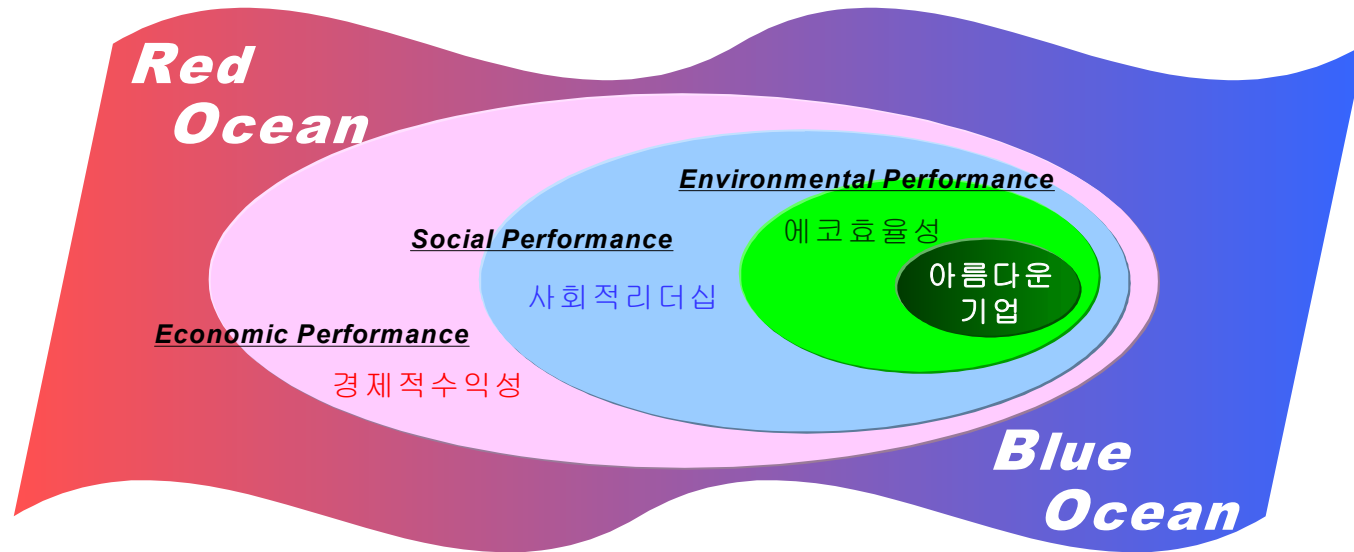 Red
Ocean
Environmental Performance
에코효율성
Social Performance
아름다운
기업
사회적리더십
Economic Performance
경제적수익성
Blue
Ocean